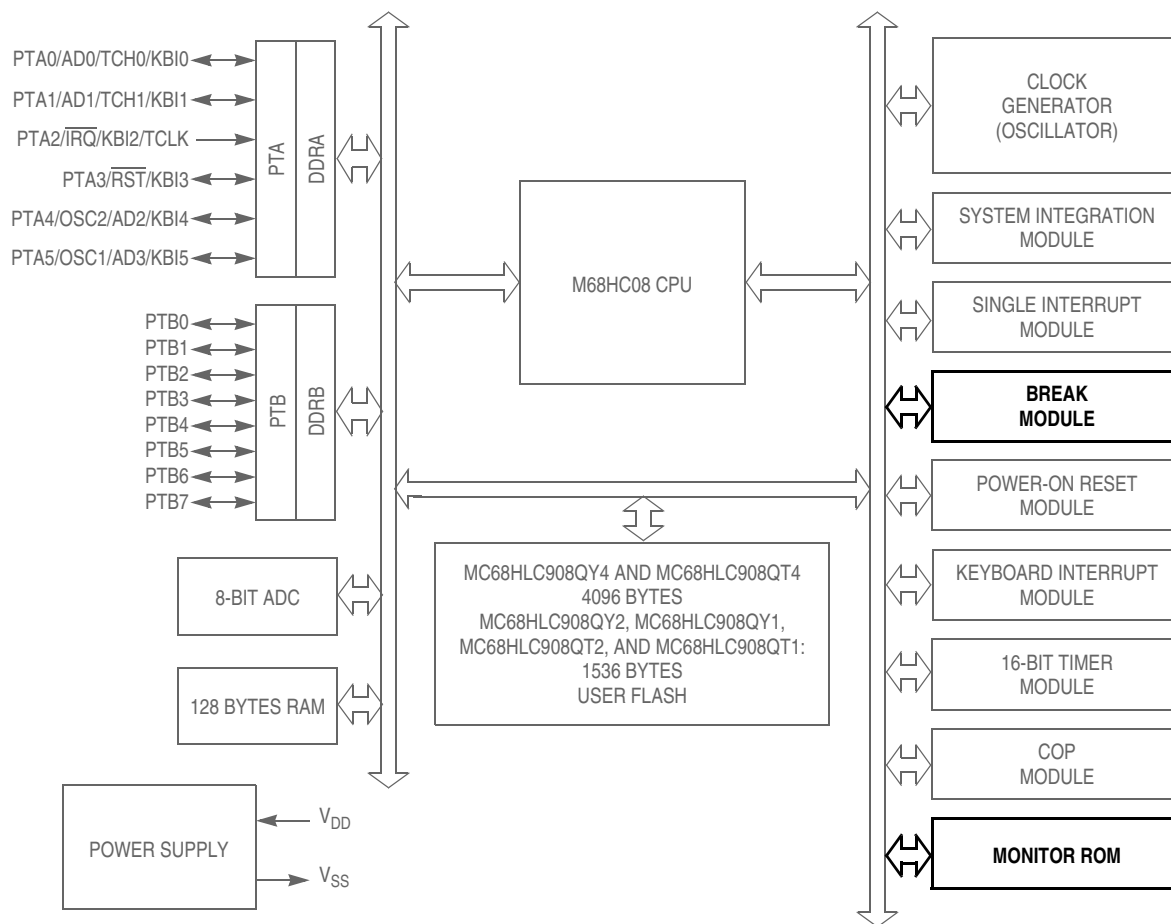 PTA0/AD0/TCH0/KBI0
PTA1/AD1/TCH1/KBI1
PTA2/IRQ/KBI2/TCLK
PTA3/RST/KBI3
PTA4/OSC2/AD2/KBI4
PTA5/OSC1/AD3/KBI5
PTA
DDRA
PTB0
PTB1
PTB2
PTB3
PTB4
PTB5
PTB6
PTB7
PTB
DDRB
8-BIT ADC
128 BYTES RAM
POWER SUPPLY
VDD
VSS
M68HC08 CPU
MC68HLC908QY4 AND MC68HLC908QT4
4096 BYTES
MC68HLC908QY2, MC68HLC908QY1,
MC68HLC908QT2, AND MC68HLC908QT1:
1536 BYTES
USER FLASH
CLOCK
GENERATOR
(OSCILLATOR)
SYSTEM INTEGRATION
MODULE
SINGLE INTERRUPT
MODULE
BREAK
MODULE
POWER-ON RESET
MODULE
KEYBOARD INTERRUPT
MODULE
16-BIT TIMER
MODULE
COP
MODULE
MONITOR ROM